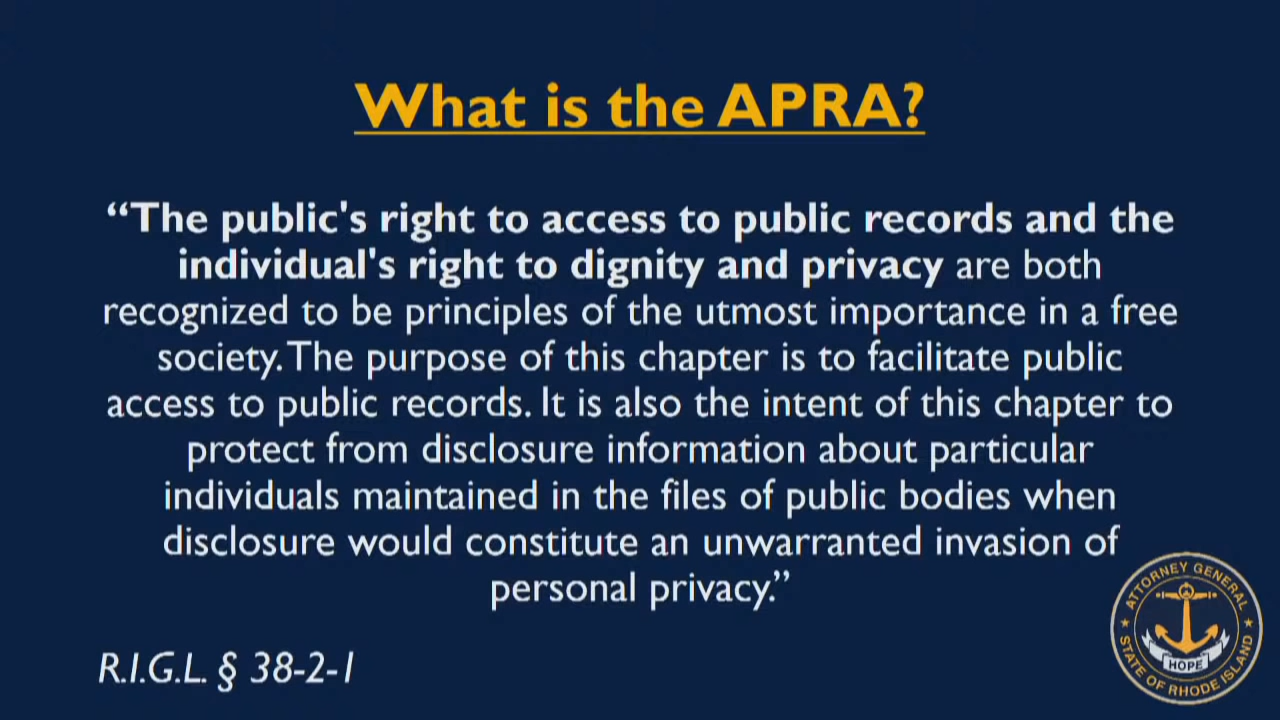 What is the APRA?
“The public's right to access to public records and the
individual's right to dignity and privacy are both
recognized to be principles of the utmost importance in a free
society. The purpose of this chapter is to facilitate public
access to public records. It is also the intent of this chapter to
protect from disclosure information about particular
individuals maintained in the files of public bodies when
disclosure would constitute an unwarranted invasion of
personal privacy.”
R.I.G.L. § 38-2-1
ATTORNEY GENERAL
HOPE
STATE OF RHODE ISLAND